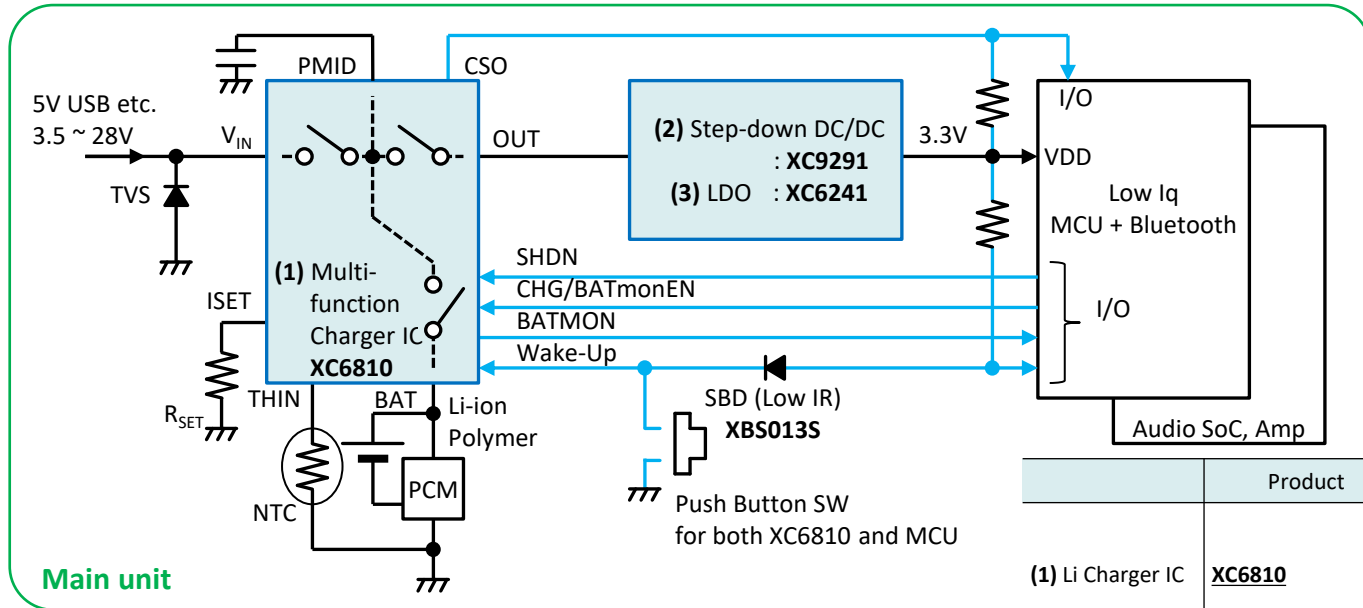 PMID
CSO
5V USB etc.
3.5 ~ 28V
VIN
TVS
OUT
(2) Step-down DC/DC
: XC9291
(3) LDO : XC6241
3.3V
I/O
VDD
Low Iq
MCU + Bluetooth
(1) Multi-
function
Charger IC
XC6810
SHDN
CHG/BATmonEN
BATMON
Wake-Up
I/O
ISET
RSET
THIN
BAT
Li-ion
Polymer
PCM
NTC
SBD (Low IR)
XBS013S
Push Button SW
for both XC6810 and MCU
Audio SoC, Amp
Product
(1) Li Charger IC XC6810
Main unit